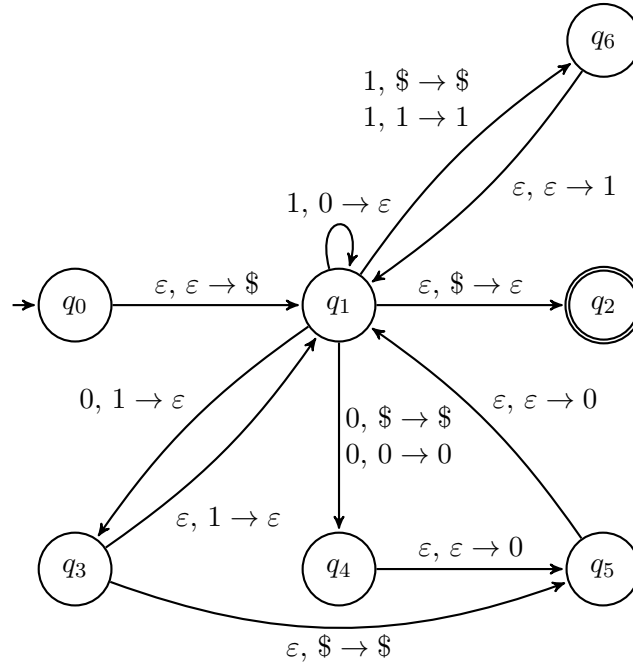 q₆
1, $ → $
1, 1 → 1
ε, ε → 1
1, 0 → ε
q₀
ε, ε → $
q₁
ε, $ → ε
q₂
0, 1 → ε
0, $ → $
0, 0 → 0
ε, ε → 0
ε, 1 → ε
q₃
q₄
ε, ε → 0
q₅
ε, $ → $